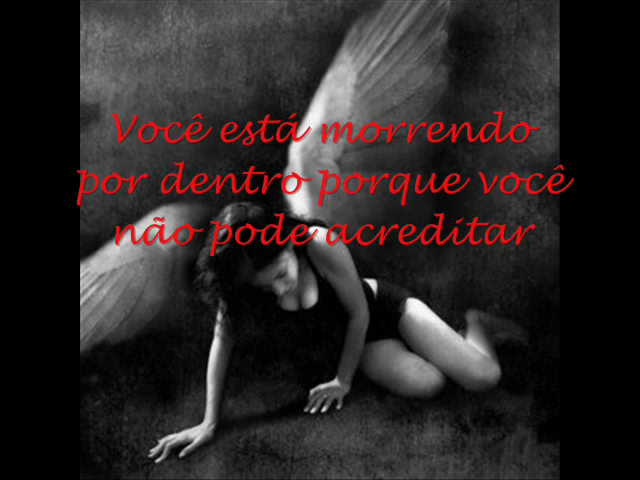 Você está morrendo
por dentro porque você
não pode acreditar